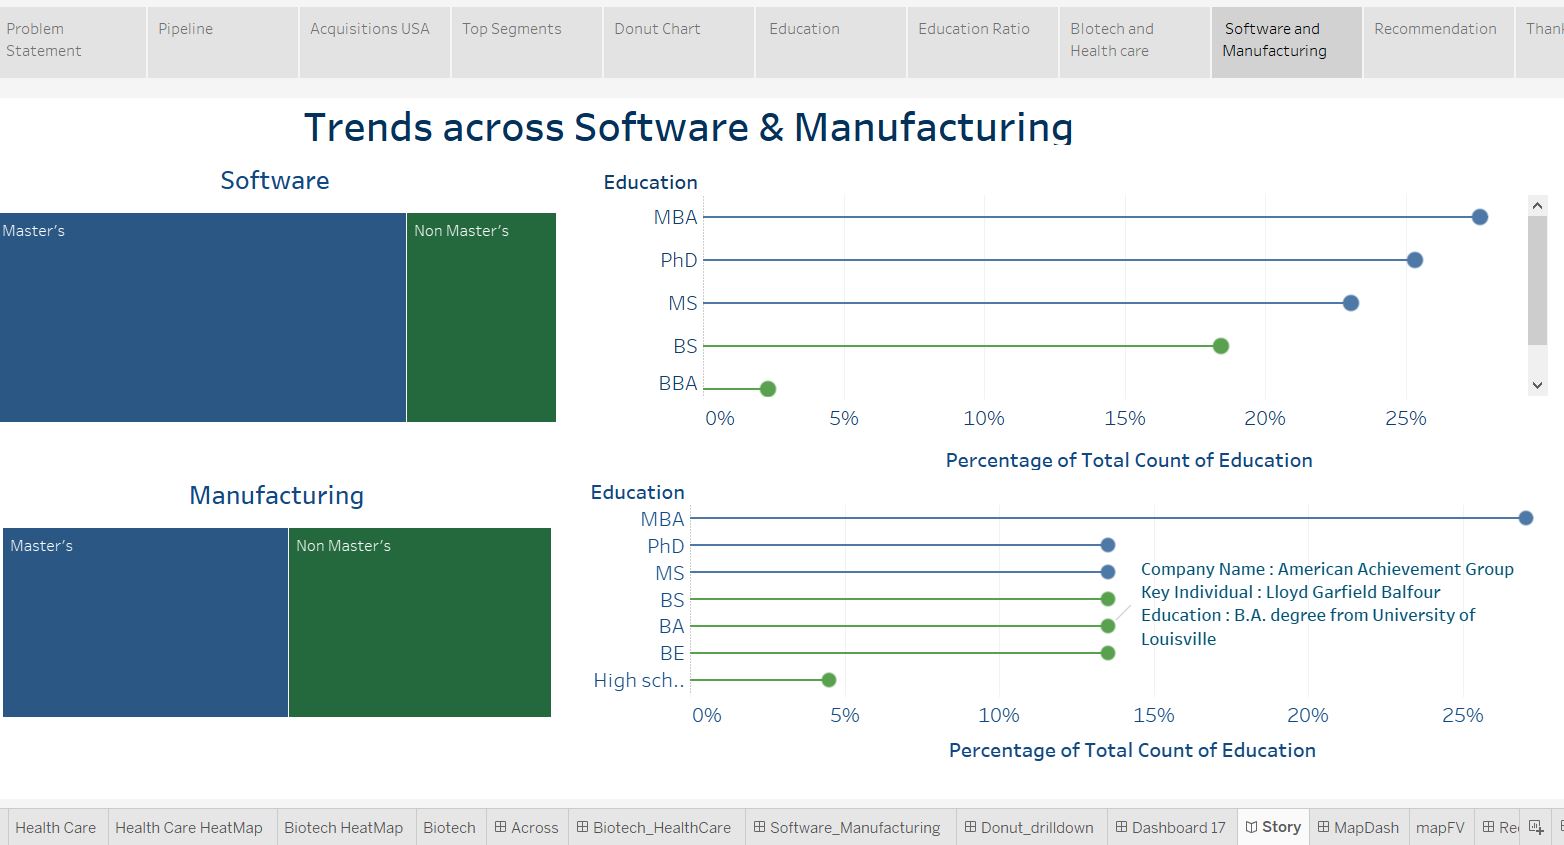 Problem
Statement
Pipeline
Acquisitions USA
Top Segments
Donut Chart
Education
Education Ratio
BIotech and
Health care
Software and
Manufacturing
Recommendation
Than
Trends across Software & Manufacturing
Software
Master's
Non Master's
Education
MBA
PhD
MS
BS
BBA
0%
5%
10%
15%
20%
25%
Percentage of Total Count of Education
Manufacturing
Master's
Non Master's
Education
MBA
PhD
MS
BS
BA
BE
High sch..
Company Name : American Achievement Group
Key Individual : Lloyd Garfield Balfour
Education : B.A. degree from University of
Louisville
0%
5%
10%
15%
20%
25%
Percentage of Total Count of Education
Health Care
Health Care HeatMap
Biotech HeatMap
Biotech
Across
Biotech_HealthCare
Software_Manufacturing
Donut_drilldown
Dashboard 17
Story
MapDash
mapFV
Re